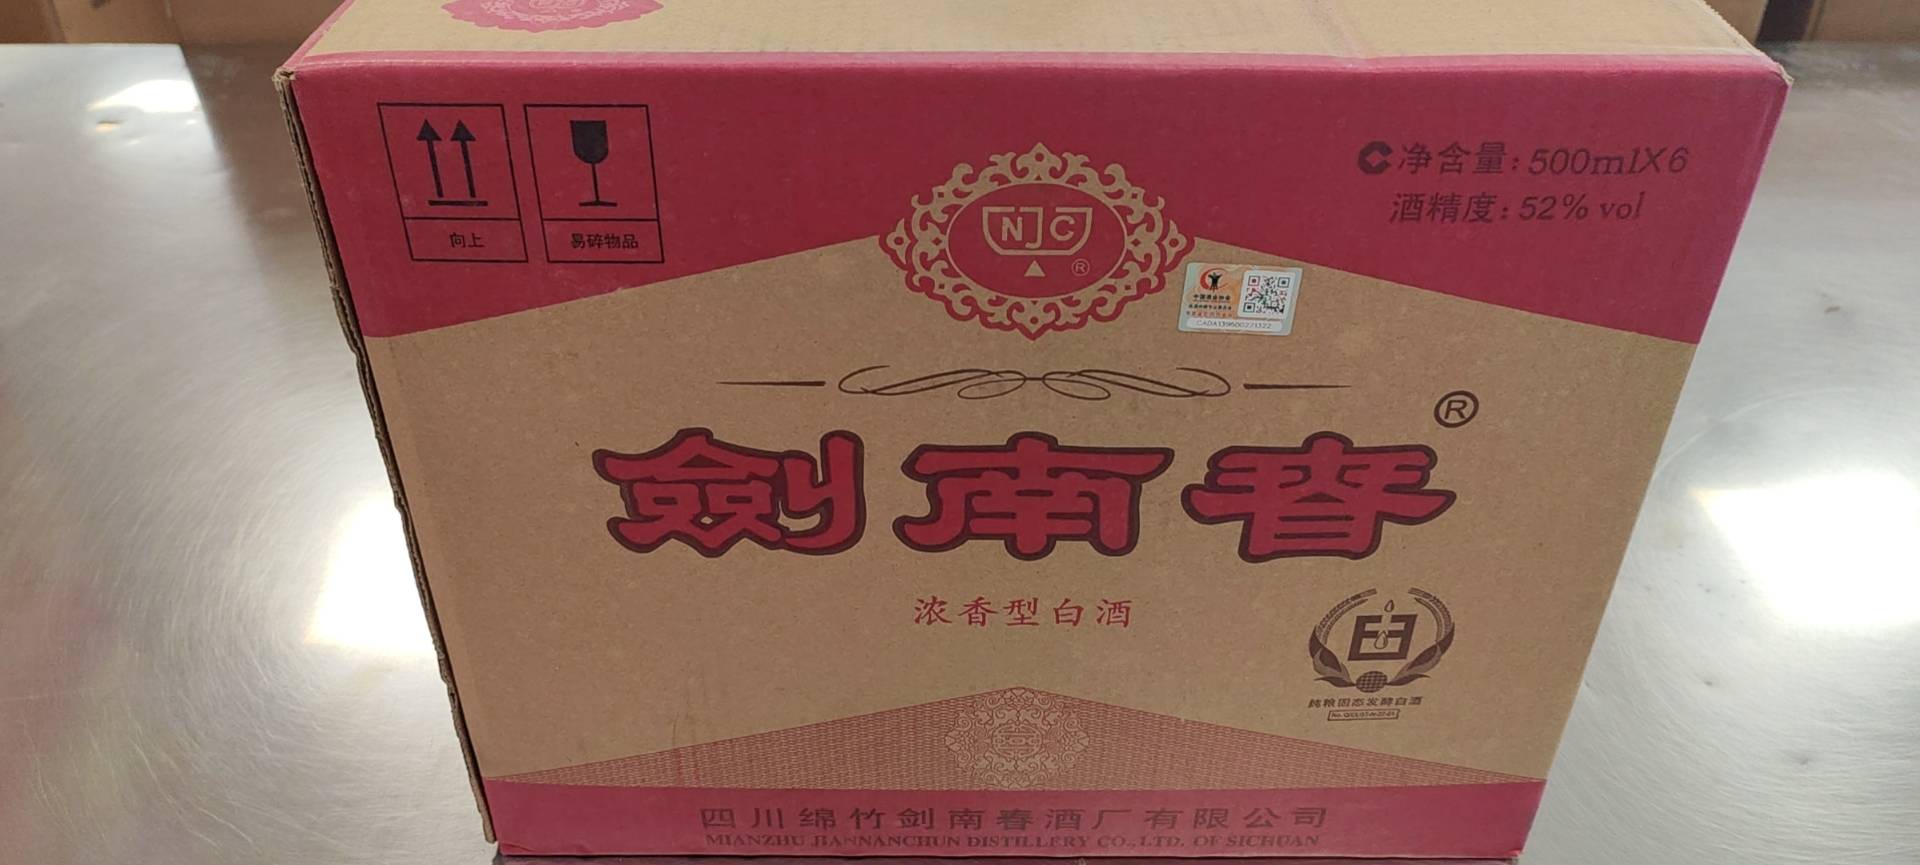 向上
易碎物品
NJC
®
净含量: 500mlX6
酒精度: 52% vol
CADA139600271322
®
劍南春
浓香型白酒
纯粮固态发酵白酒
四川绵竹剑南春酒厂有限公司
MIANZHU JIANNANCHUN DISTILLERY CO., LTD. OF SICHUAN